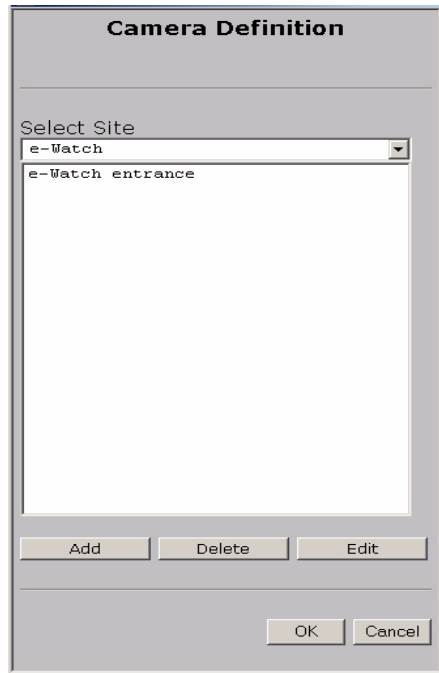 Camera Definition
Select Site
e-Watch
e-Watch entrance
Add Delete Edit
OK Cancel